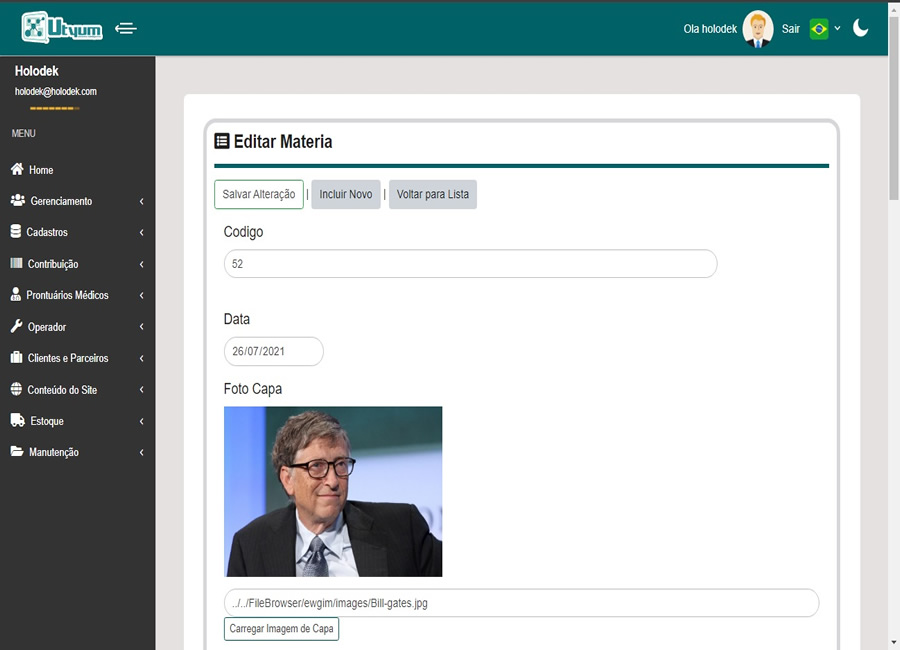 Utyum
Ola holodek
Sair
Holodek
holodek@holodek.com
MENU
Home
Gerenciamento
Cadastros
Contribuição
Prontuários Médicos
Operador
Clientes e Parceiros
Conteúdo do Site
Estoque
Manutenção
Editar Materia
Salvar Alteração | Incluir Novo | Voltar para Lista
Codigo
52
Data
26/07/2021
Foto Capa
../../FileBrowser/ewgim/images/Bill-gates.jpg
Carregar Imagem de Capa